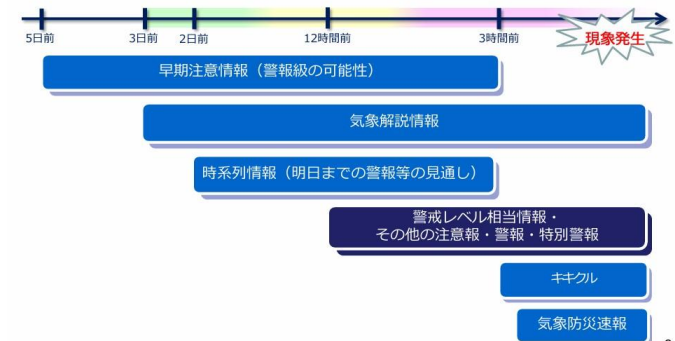 5日前
3日前
2日前
12時間前
3時間前
現象発生
早期注意情報（警報級の可能性）
気象解説情報
時系列情報（明日までの警報等の見通し）
警戒レベル相当情報・
その他の注意報・警報・特別警報
キキクル
気象防災速報